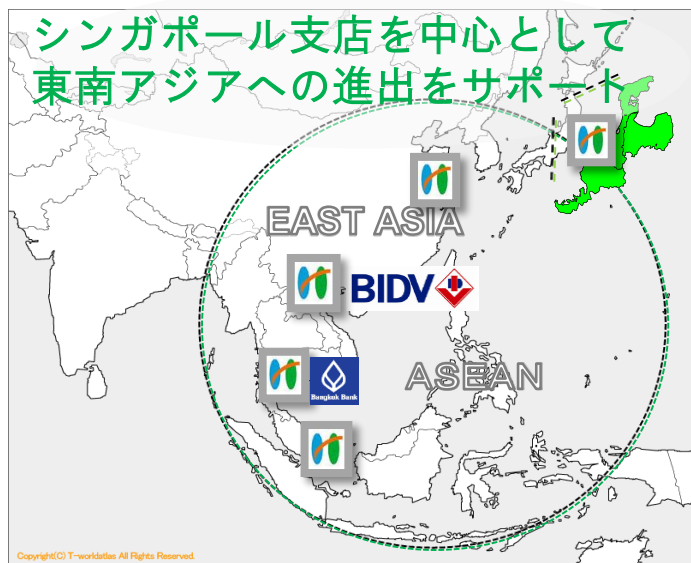 シンガポール支店を中心として
東南アジアへの進出をサポート
EAST ASIA
BIDV
ASEAN
Bangkok Bank
Copyright(C) T-worldatlas All Rights Reserved.